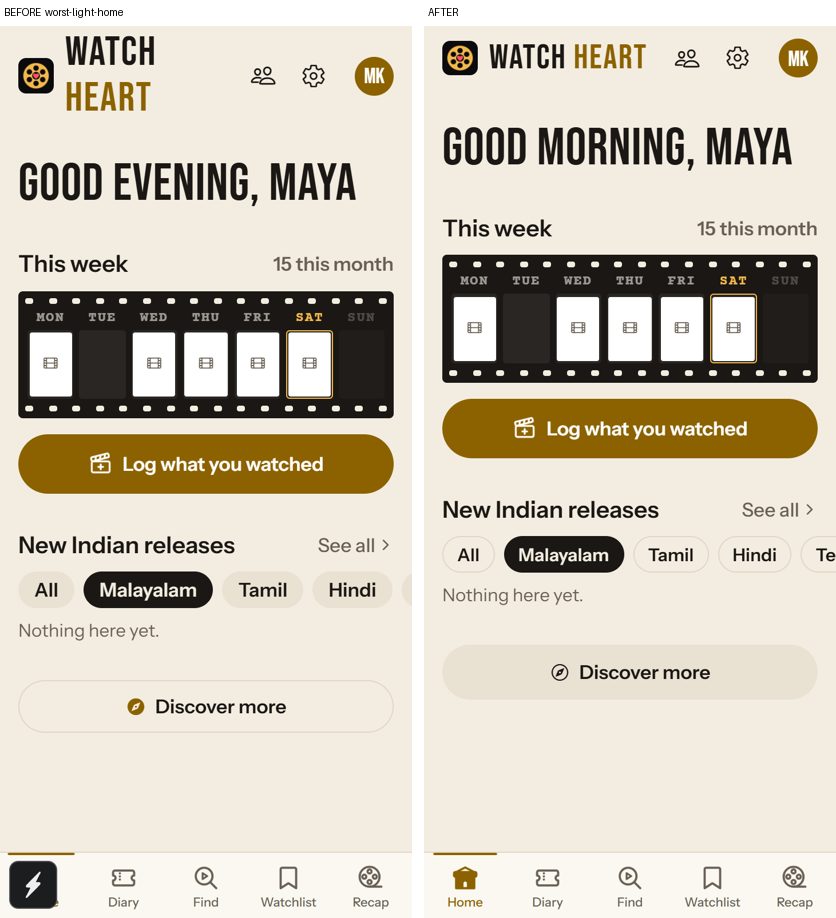 BEFORE worst-light-home
WATCH
HEART
MK
GOOD EVENING, MAYA
This week 15 this month
MON TUE WED THU FRI SAT SUN
Log what you watched
New Indian releases See all >
All Malayalam Tamil Hindi
Nothing here yet.
Discover more
Diary Find Watchlist Recap
AFTER
WATCH HEART MK
GOOD MORNING, MAYA
This week 15 this month
MON TUE WED THU FRI SAT SUN
Log what you watched
New Indian releases See all >
All Malayalam Tamil Hindi Te
Nothing here yet.
Discover more
Home Diary Find Watchlist Recap